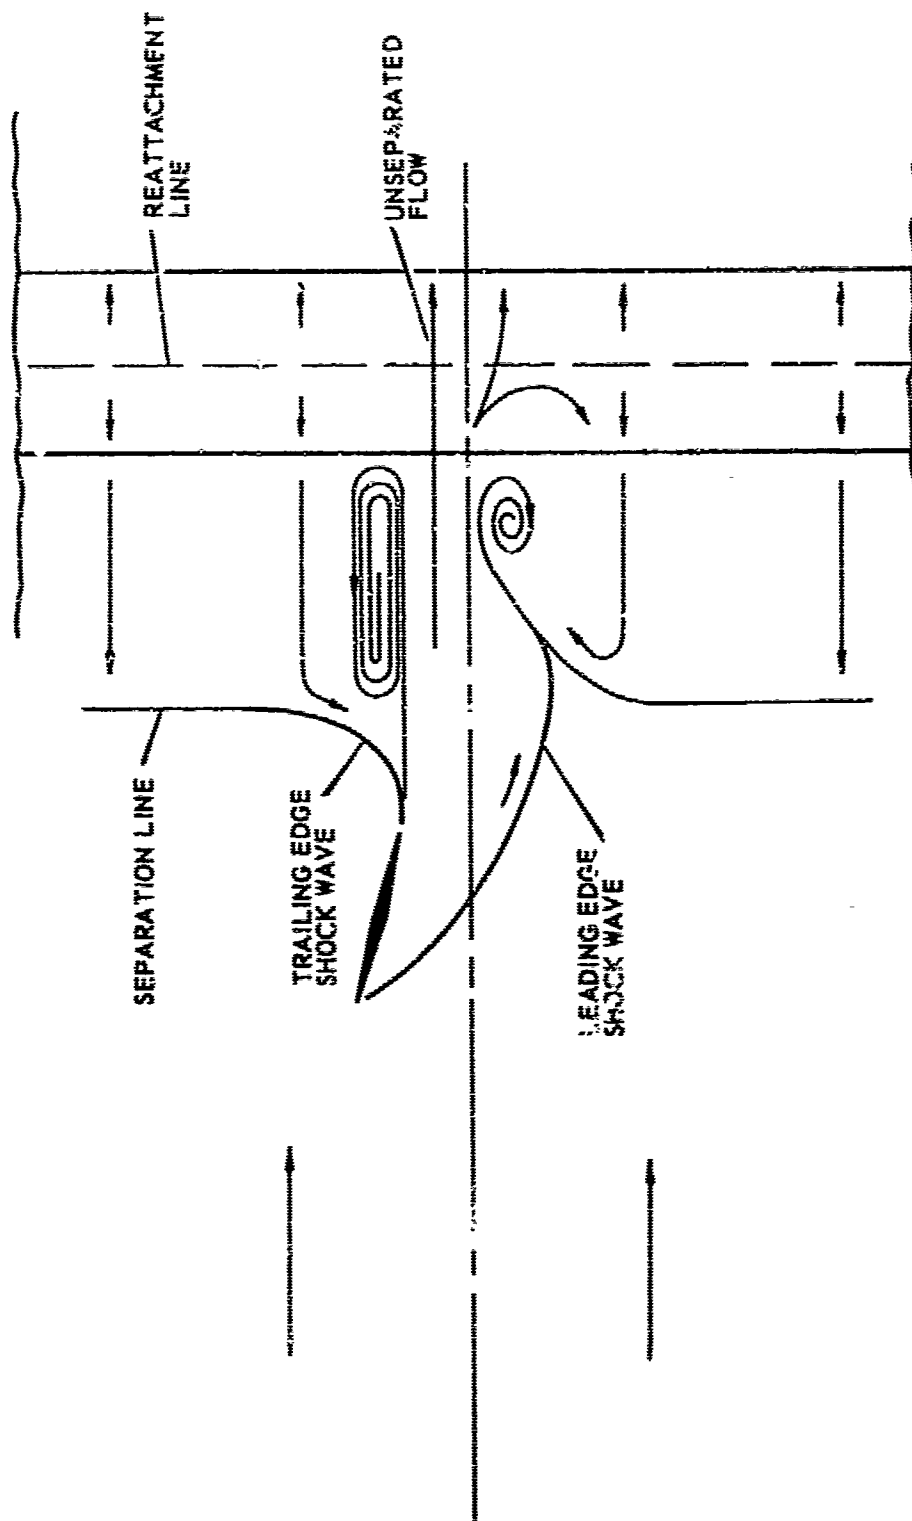 REATTACHMENT
LINE
UNSEPARATED
FLOW
SEPARATION LINE
TRAILING EDGE
SHOCK WAVE
LEADING EDGE
SHOCK WAVE